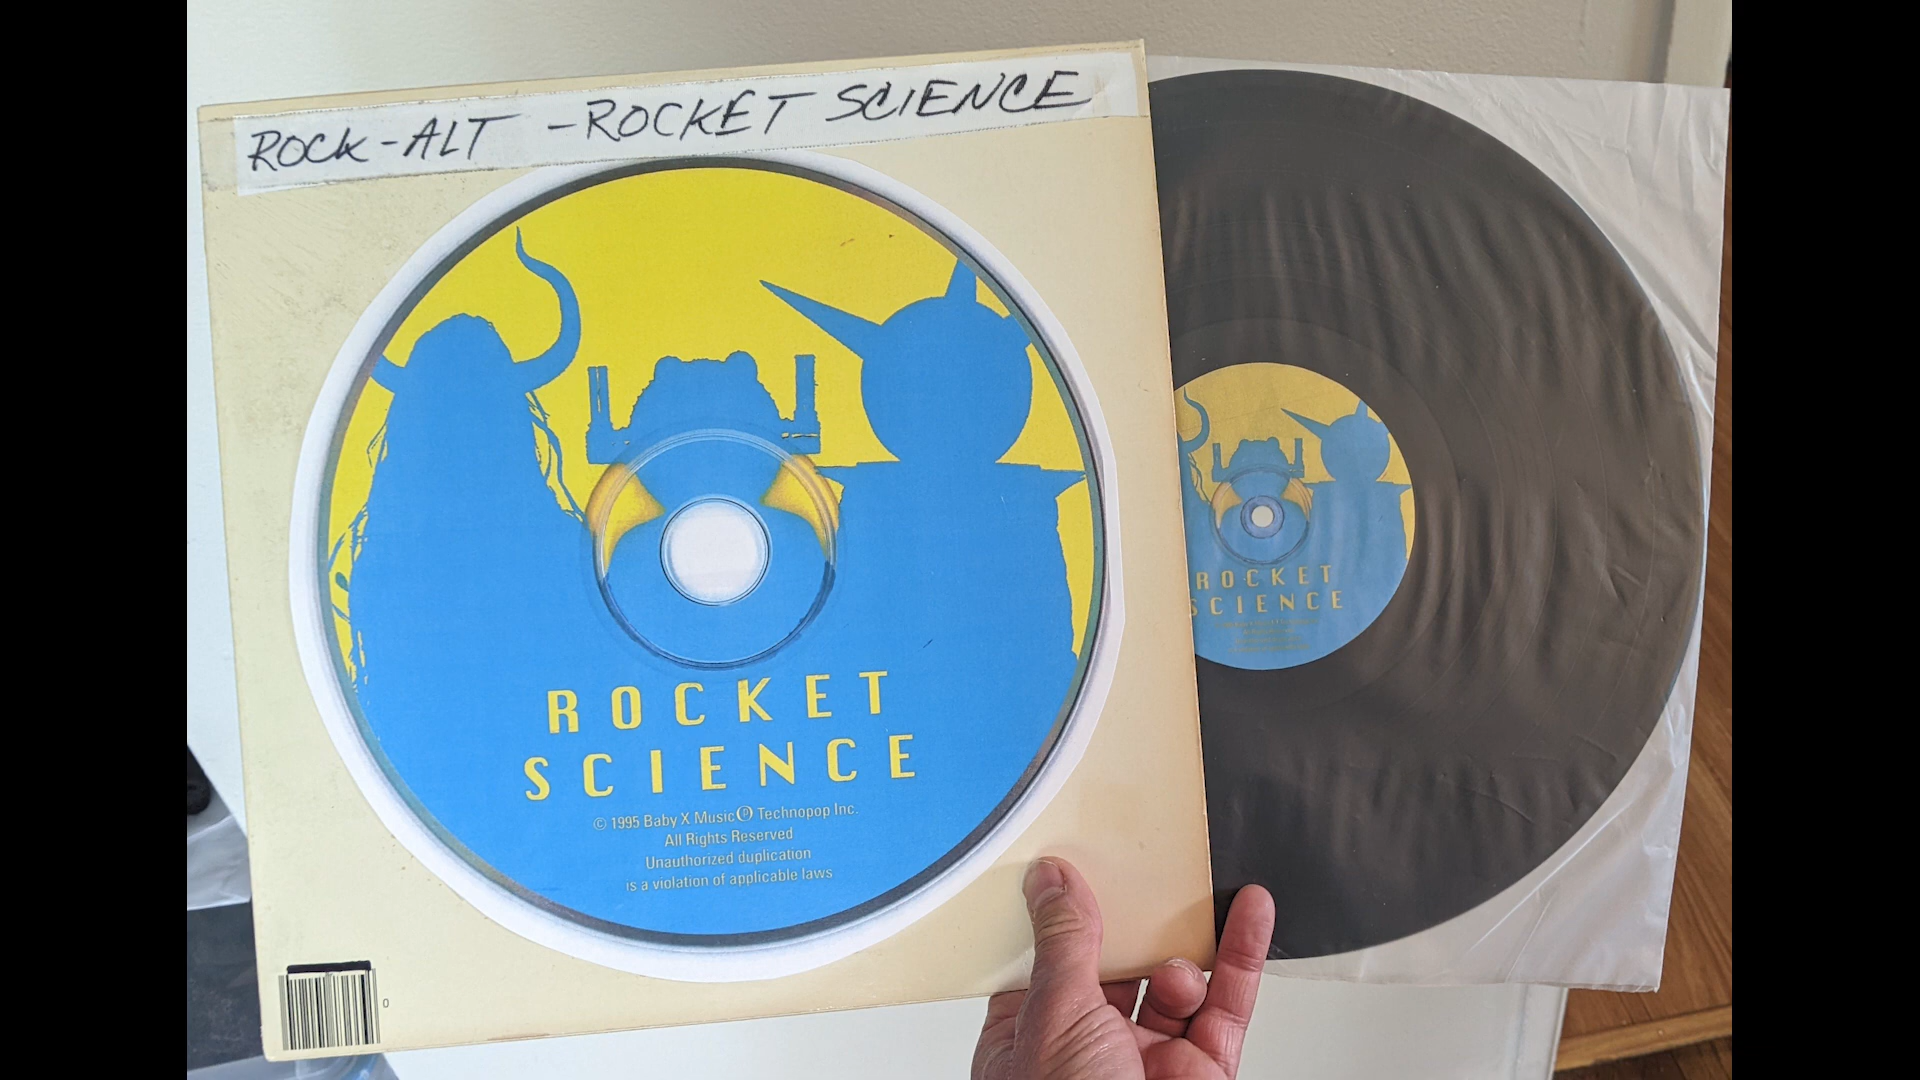 ROCK-ALT - ROCKET SCIENCE
ROCKET
SCIENCE
© 1995 Baby X Music ℗ Technopop Inc.
All Rights Reserved
Unauthorized duplication
is a violation of applicable laws
0
ROCKET
SCIENCE